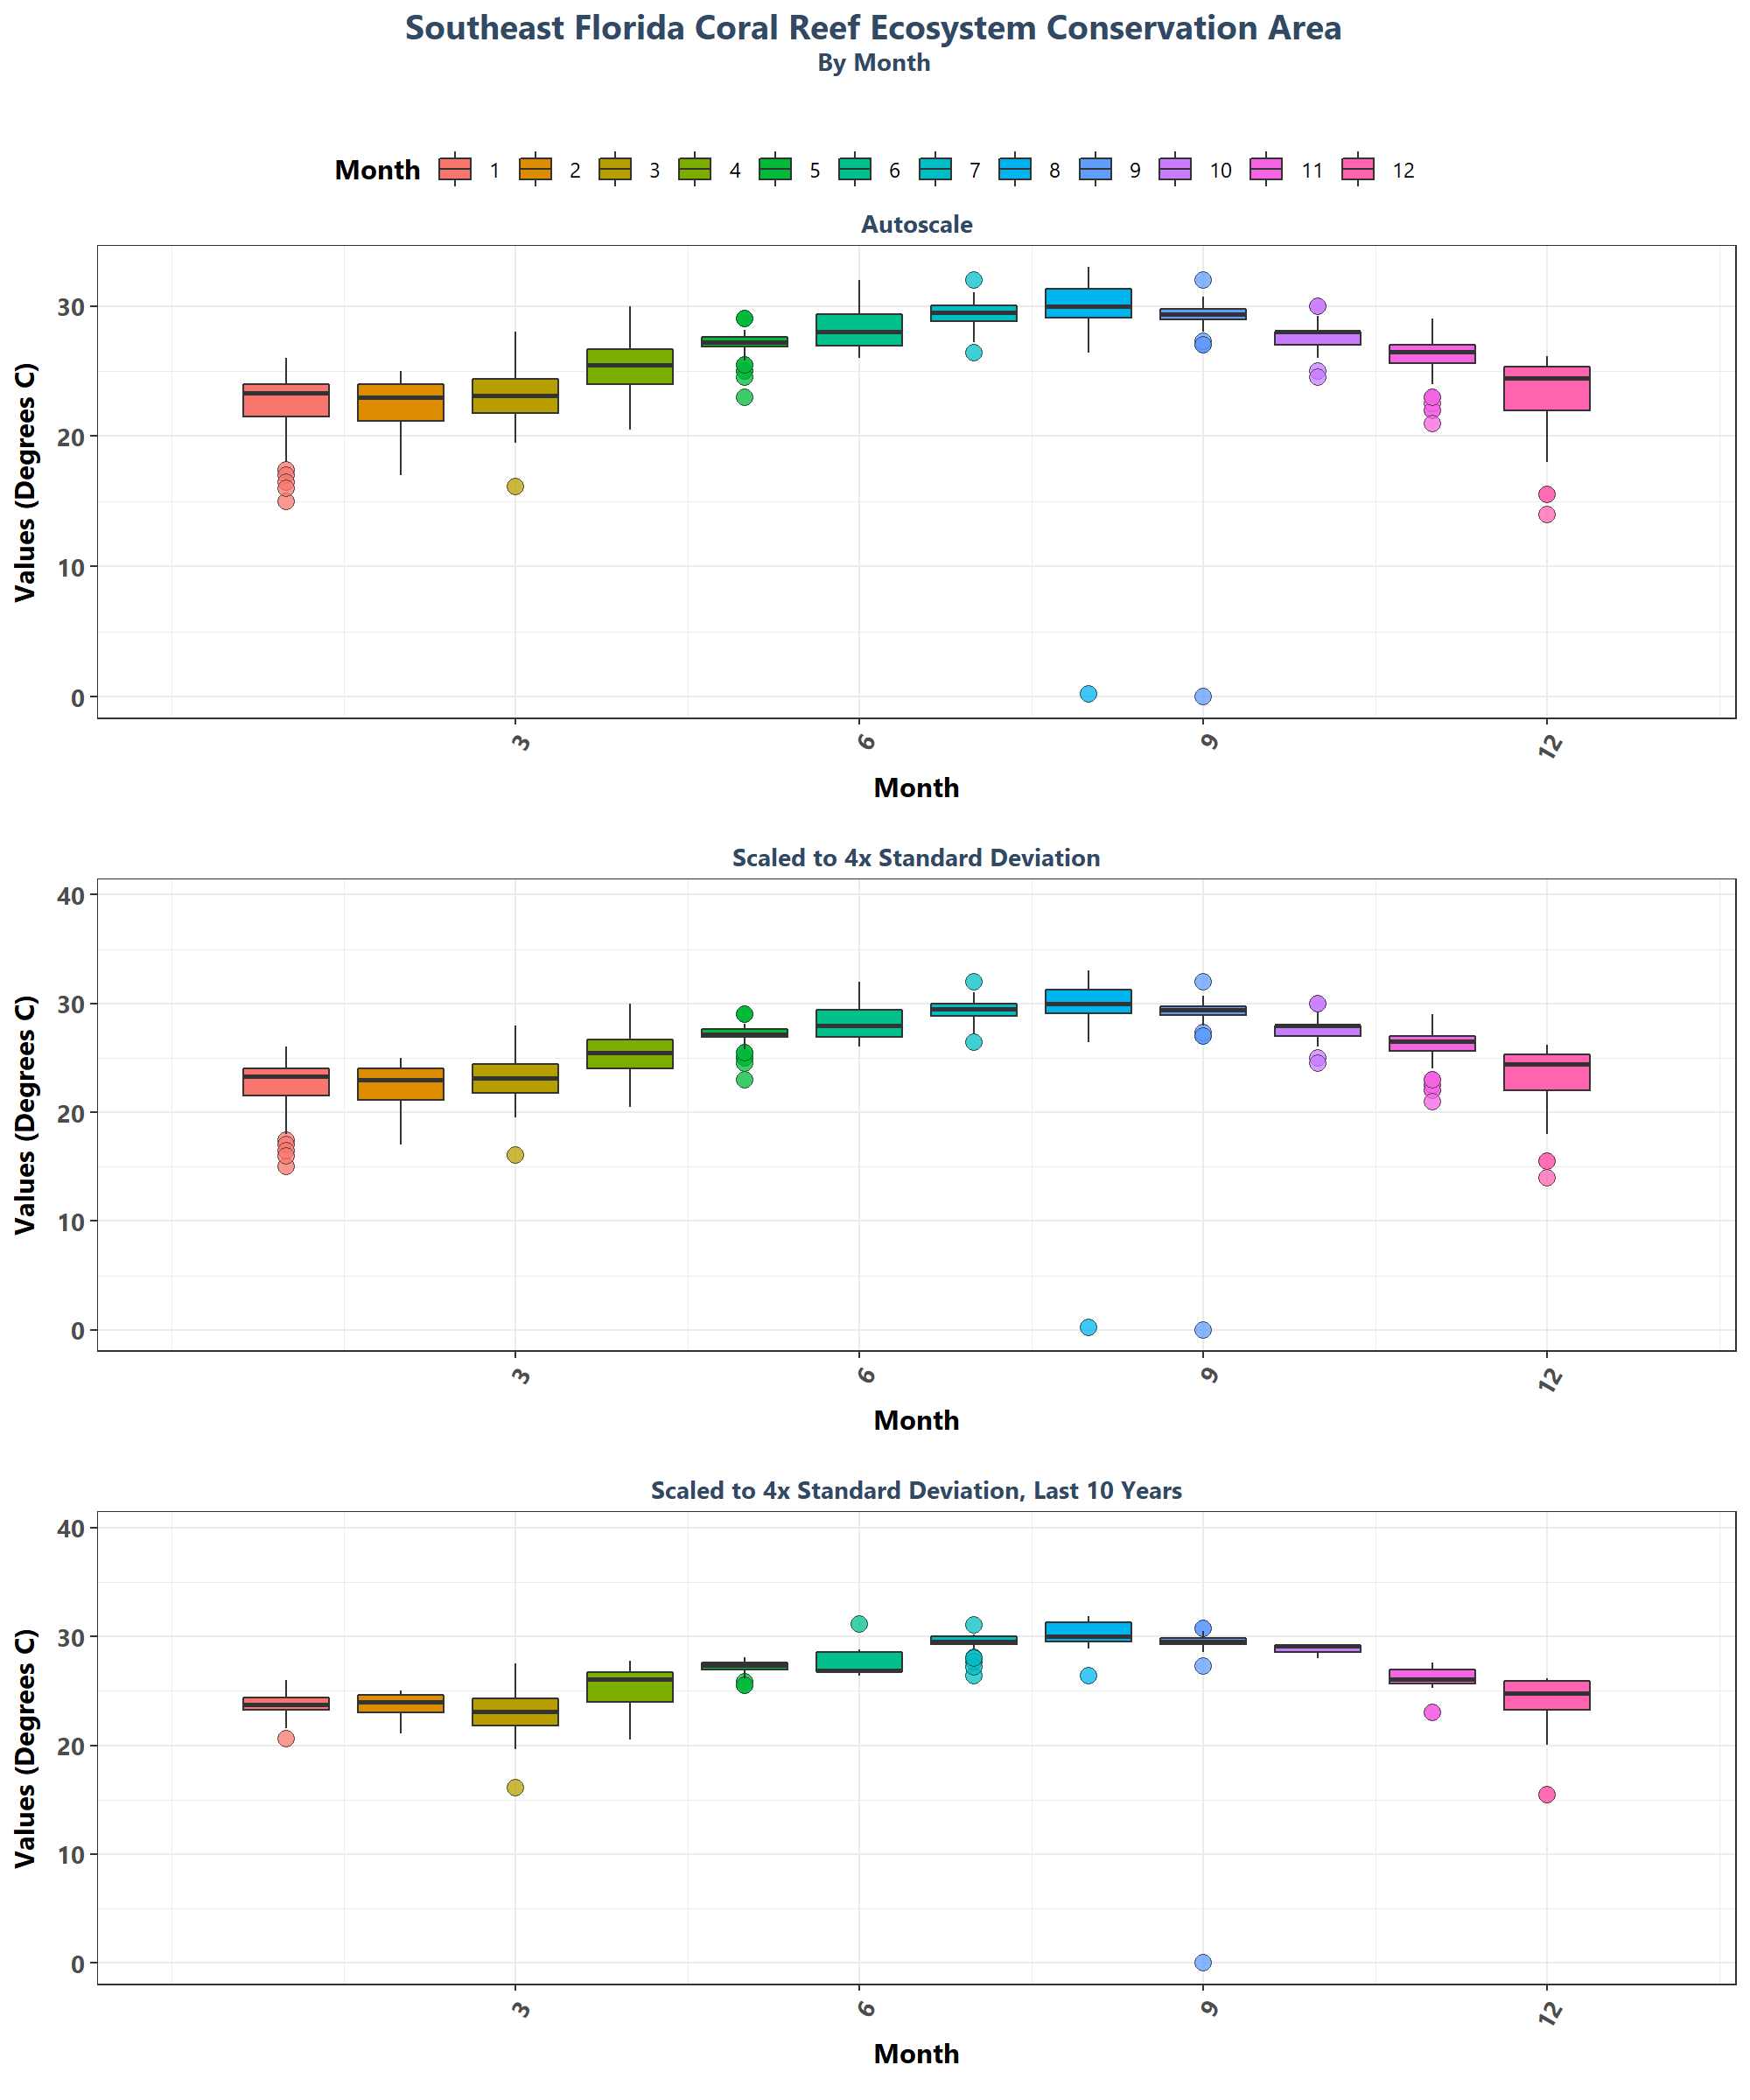 Southeast Florida Coral Reef Ecosystem Conservation Area
By Month
Month 1 2 3 4 5 6 7 8 9 10 11 12
Autoscale
Values (Degrees C)
30
20
10
0
3 6 9 12
Month
Scaled to 4x Standard Deviation
Values (Degrees C)
40
30
20
10
0
3 6 9 12
Month
Scaled to 4x Standard Deviation, Last 10 Years
Values (Degrees C)
40
30
20
10
0
3 6 9 12
Month